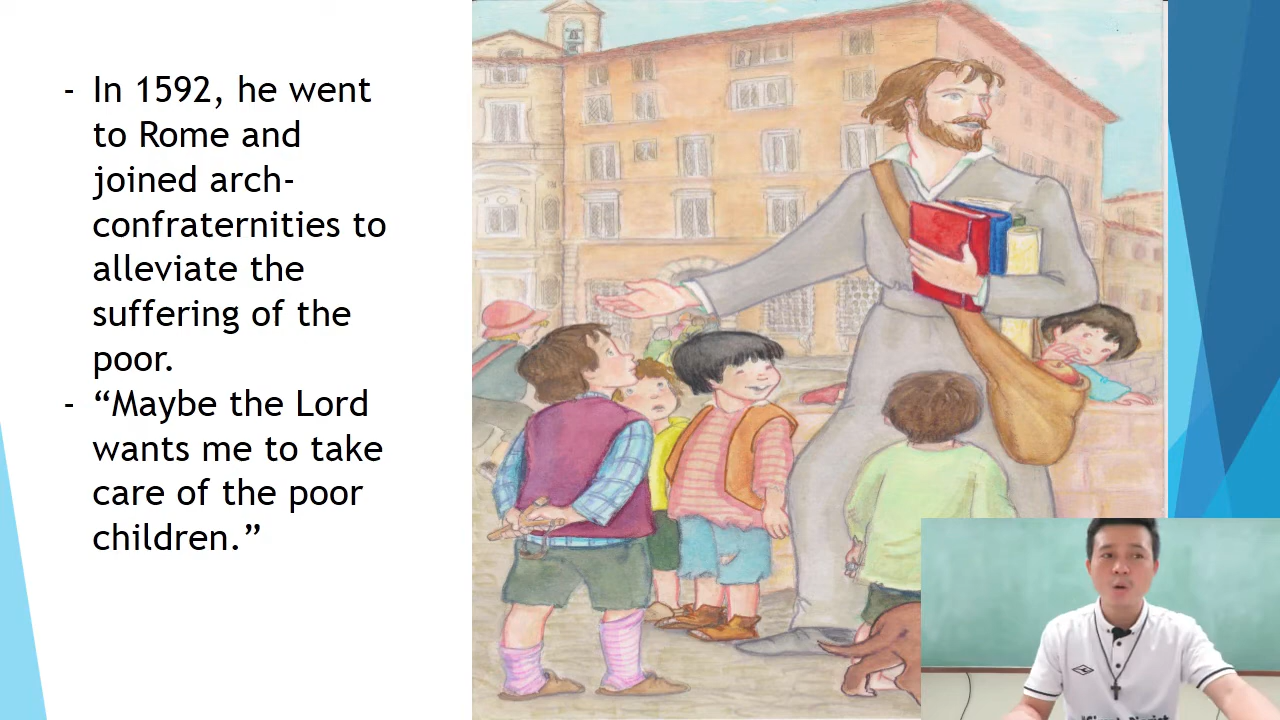 - In 1592, he went
to Rome and
joined arch-
confraternities to
alleviate the
suffering of the
poor.
- “Maybe the Lord
wants me to take
care of the poor
children.”